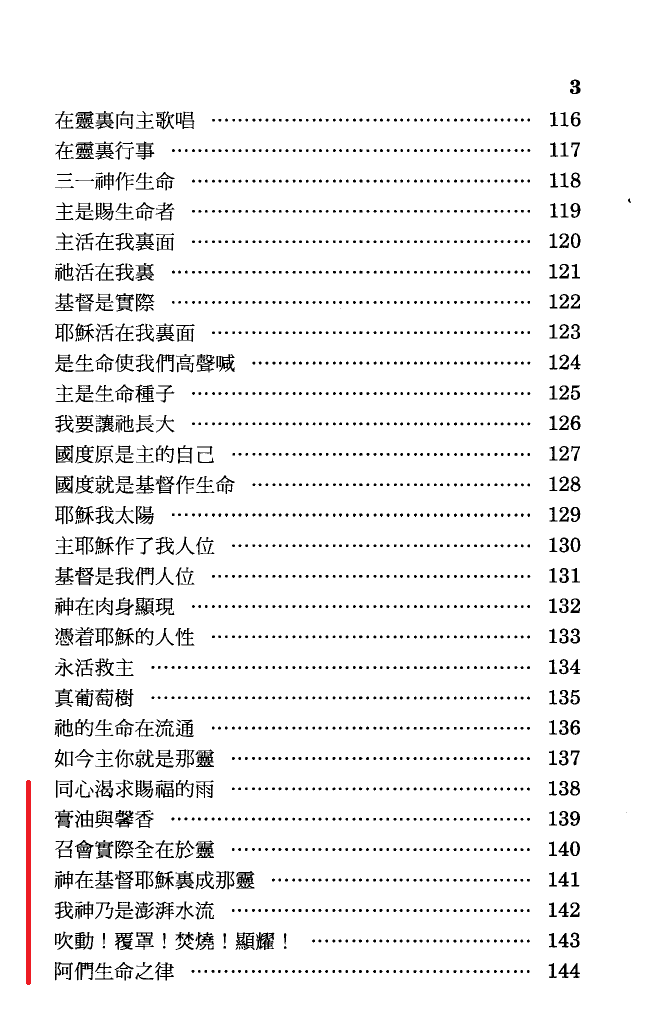 3
在靈裏向主歌唱 ……………………………………… 116
在靈裏行事 ……………………………………… 117
三一神作生命 ……………………………………… 118
主是賜生命者 ……………………………………… 119
主活在我裏面 ……………………………………… 120
祂活在我裏 ……………………………………… 121
基督是實際 ……………………………………… 122
耶穌活在我裏面 ……………………………………… 123
是生命使我們高聲喊 ……………………………………… 124
主是生命種子 ……………………………………… 125
我要讓祂長大 ……………………………………… 126
國度原是主的自己 ……………………………………… 127
國度就是基督作生命 ……………………………………… 128
耶穌我太陽 ……………………………………… 129
主耶穌作了我人位 ……………………………………… 130
基督是我們人位 ……………………………………… 131
神在肉身顯現 ……………………………………… 132
憑着耶穌的人性 ……………………………………… 133
永活救主 ……………………………………… 134
真葡萄樹 ……………………………………… 135
祂的生命在流通 ……………………………………… 136
如今主你就是那靈 ……………………………………… 137
同心渴求賜福的雨 ……………………………………… 138
膏油與馨香 ……………………………………… 139
召會實際全在於靈 ……………………………………… 140
神在基督耶穌裏成那靈 ……………………………………… 141
我神乃是澎湃水流 ……………………………………… 142
吹動！覆罩！焚燒！顯耀！ ……………………………………… 143
阿們生命之律 ……………………………………… 144